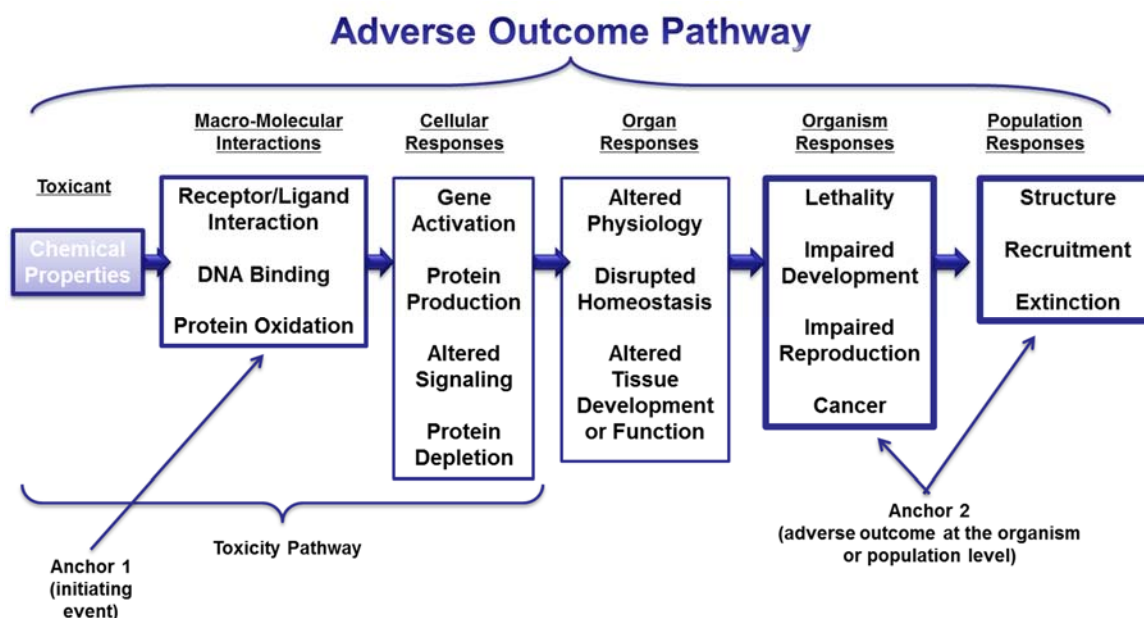 Adverse Outcome Pathway
Toxicant
Chemical
Properties
Macro-Molecular
Interactions
Receptor/Ligand
Interaction
DNA Binding
Protein Oxidation
Cellular
Responses
Gene
Activation
Protein
Production
Altered
Signaling
Protein
Depletion
Organ
Responses
Altered
Physiology
Disrupted
Homeostasis
Altered
Tissue
Development
or Function
Organism
Responses
Lethality
Impaired
Development
Impaired
Reproduction
Cancer
Population
Responses
Structure
Recruitment
Extinction
Toxicity Pathway
Anchor 1
(initiating
event)
Anchor 2
(adverse outcome at the organism
or population level)